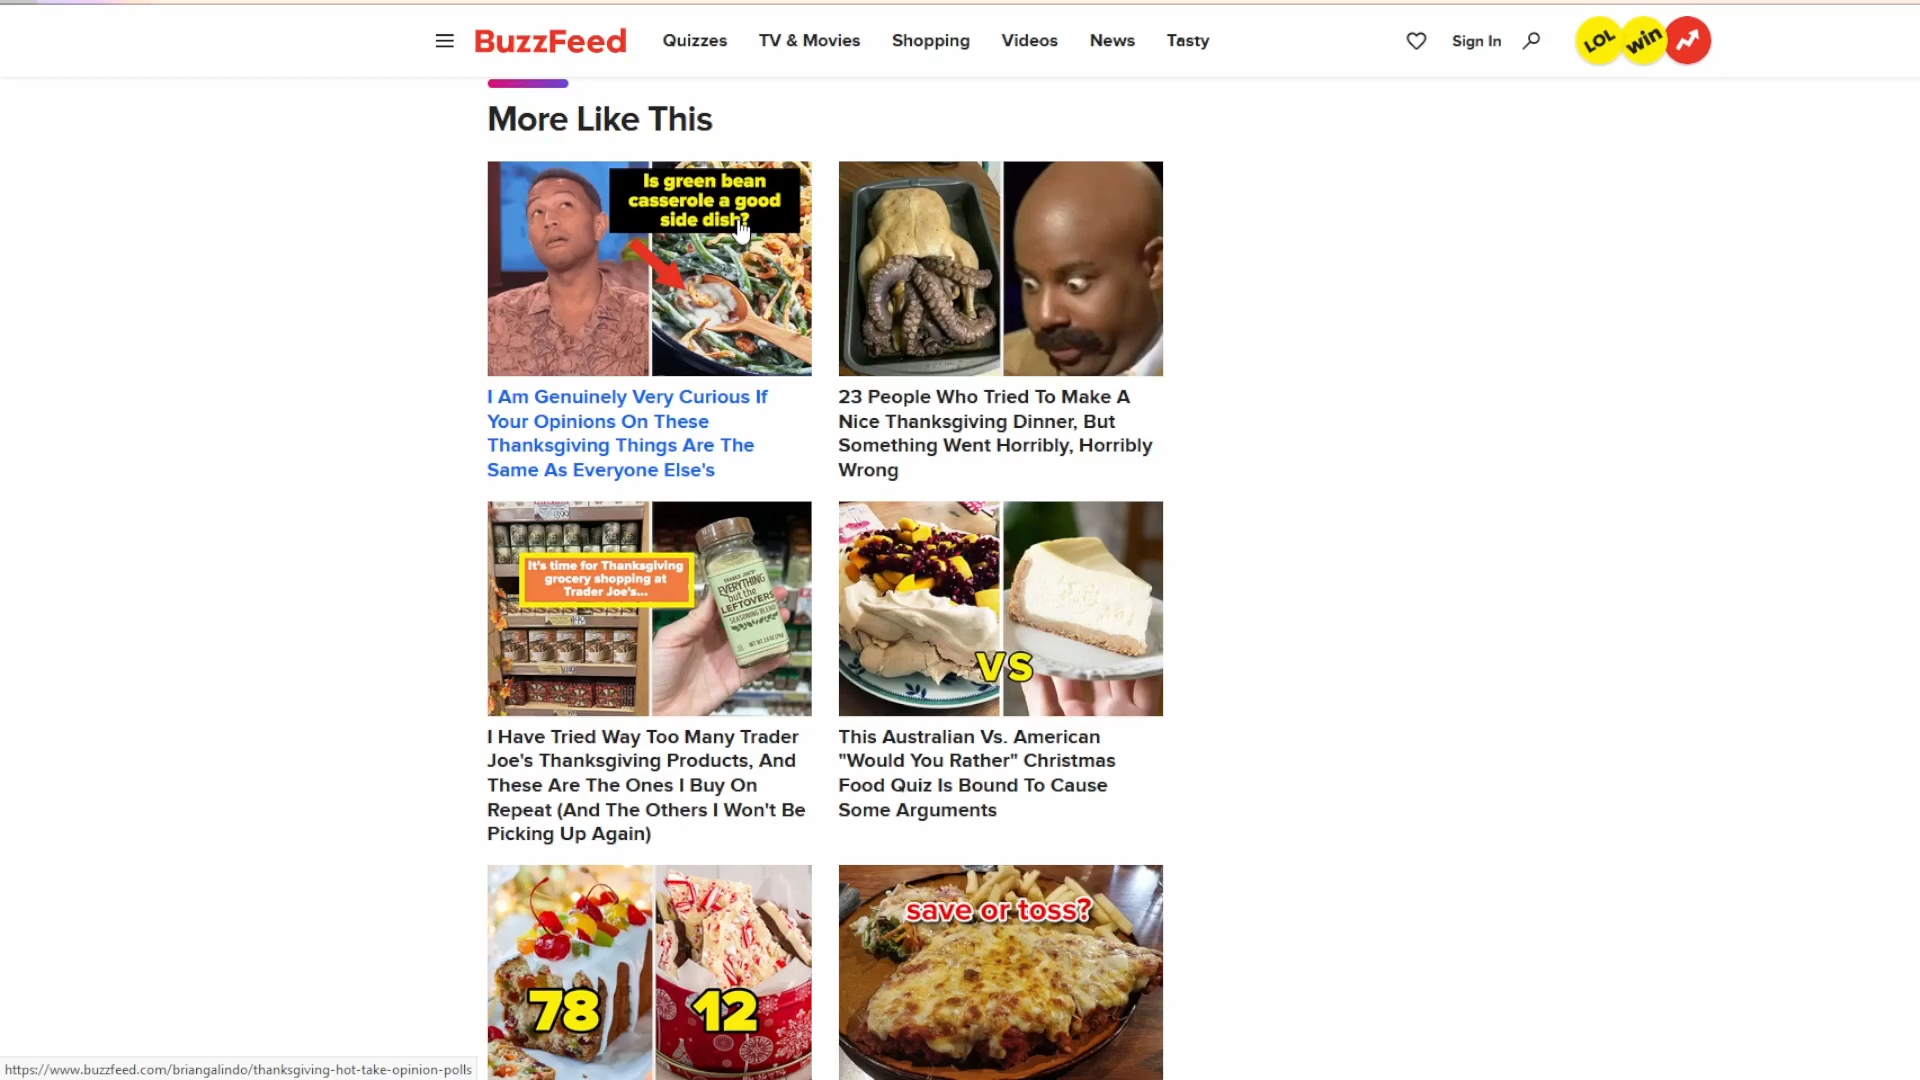 BuzzFeed
Quizzes
TV & Movies
Shopping
Videos
News
Tasty
Sign In
LOL
win
More Like This
Is green bean
casserole a good
side dish?
I Am Genuinely Very Curious If
Your Opinions On These
Thanksgiving Things Are The
Same As Everyone Else's
23 People Who Tried To Make A
Nice Thanksgiving Dinner, But
Something Went Horribly, Horribly
Wrong
It's time for Thanksgiving
grocery shopping at
Trader Joe's...
TRADER JOE'S
EVERYTHING
but the
LEFTOVERS
SEASONING BLEND
VS
I Have Tried Way Too Many Trader
Joe's Thanksgiving Products, And
These Are The Ones I Buy On
Repeat (And The Others I Won't Be
Picking Up Again)
This Australian Vs. American
"Would You Rather" Christmas
Food Quiz Is Bound To Cause
Some Arguments
78
12
save or toss?
https://www.buzzfeed.com/briangalindo/thanksgiving-hot-take-opinion-polls